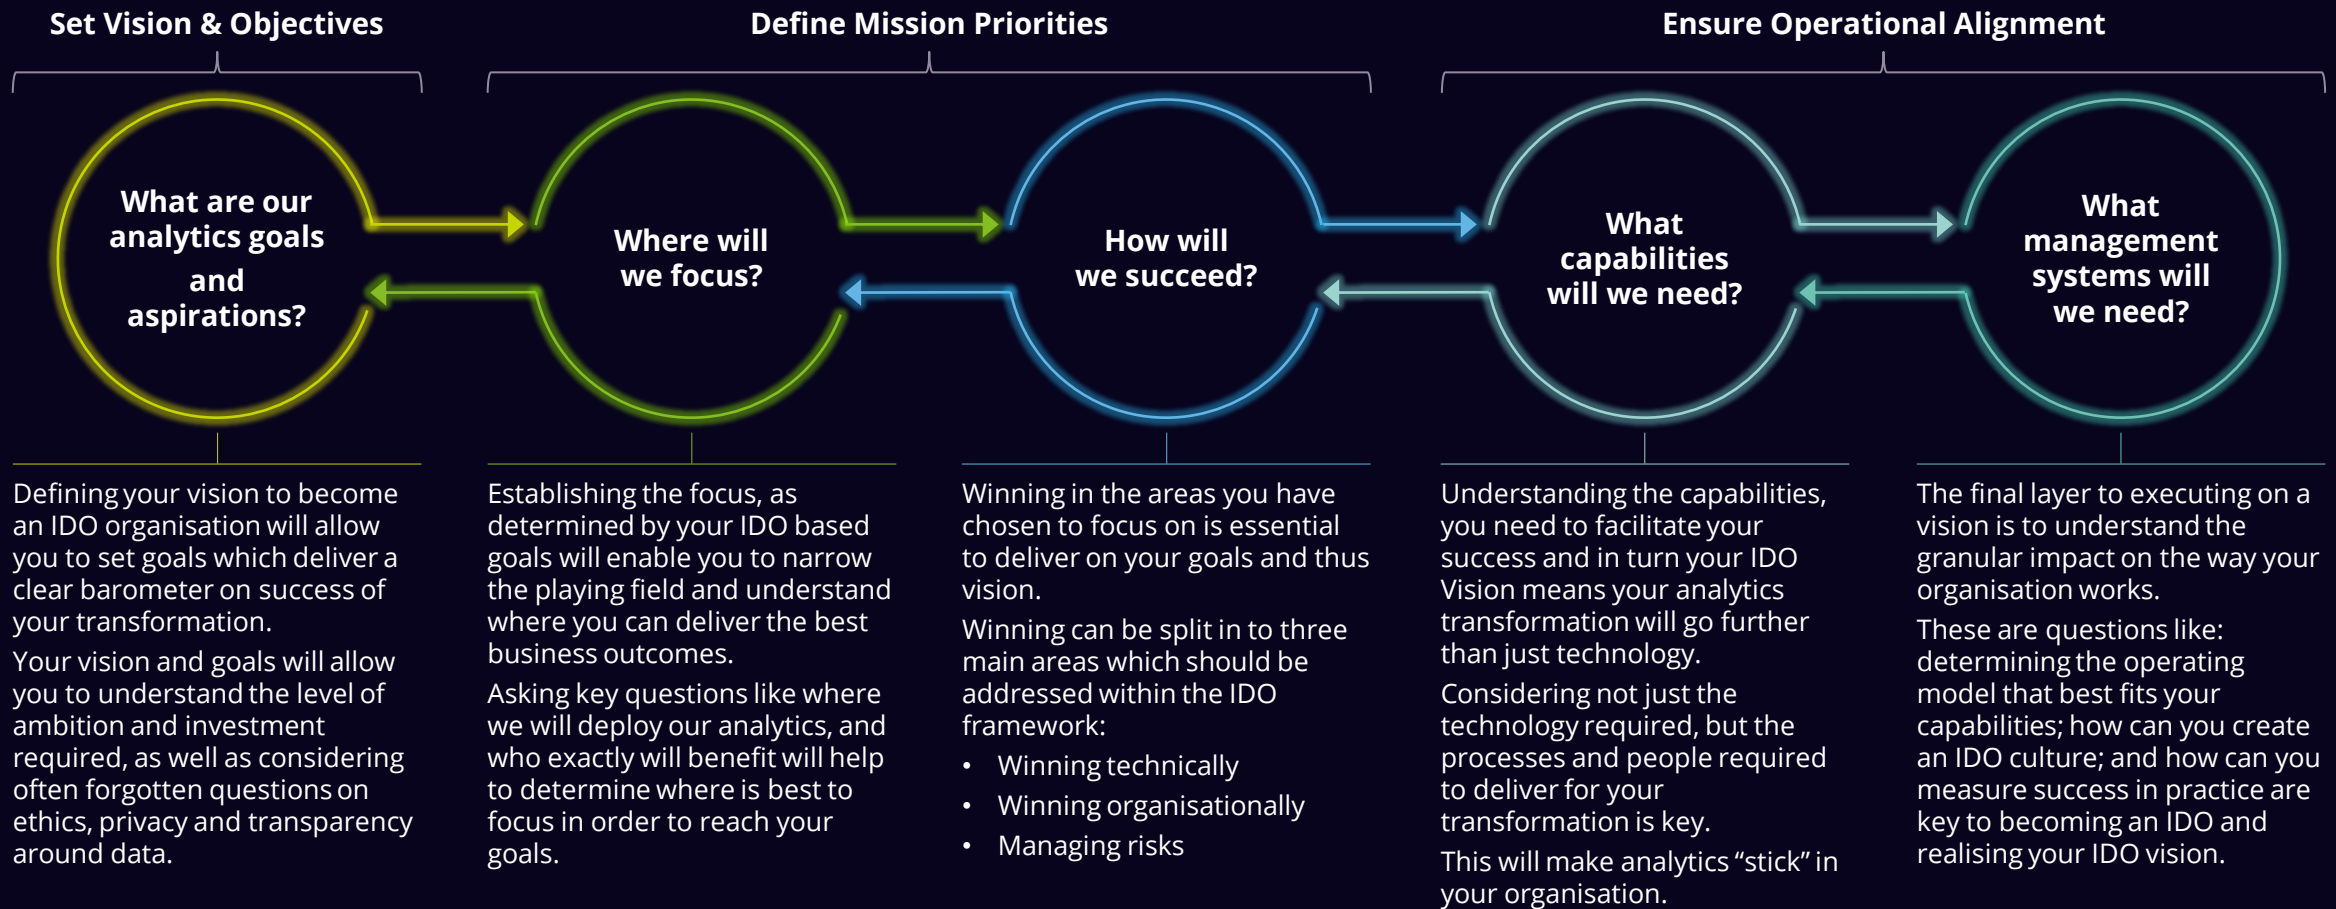 Set Vision & Objectives
Define Mission Priorities
Ensure Operational Alignment
What are our
analytics goals
and
aspirations?
Where will
we focus?
How will
we succeed?
What
capabilities
will we need?
What
management
systems will
we need?
Defining your vision to become
an IDO organisation will allow
you to set goals which deliver a
clear barometer on success of
your transformation.
Your vision and goals will allow
you to understand the level of
ambition and investment
required, as well as considering
often forgotten questions on
ethics, privacy and transparency
around data.
Establishing the focus, as
determined by your IDO based
goals will enable you to narrow
the playing field and understand
where you can deliver the best
business outcomes.
Asking key questions like where
we will deploy our analytics, and
who exactly will benefit will help
to determine where is best to
focus in order to reach your
goals.
Winning in the areas you have
chosen to focus on is essential
to deliver on your goals and thus
vision.
Winning can be split in to three
main areas which should be
addressed within the IDO
framework:
• Winning technically
• Winning organisationally
• Managing risks
Understanding the capabilities,
you need to facilitate your
success and in turn your IDO
Vision means your analytics
transformation will go further
than just technology.
Considering not just the
technology required, but the
processes and people required
to deliver for your
transformation is key.
This will make analytics “stick” in
your organisation.
The final layer to executing on a
vision is to understand the
granular impact on the way your
organisation works.
These are questions like:
determining the operating
model that best fits your
capabilities; how can you create
an IDO culture; and how can you
measure success in practice are
key to becoming an IDO and
realising your IDO vision.